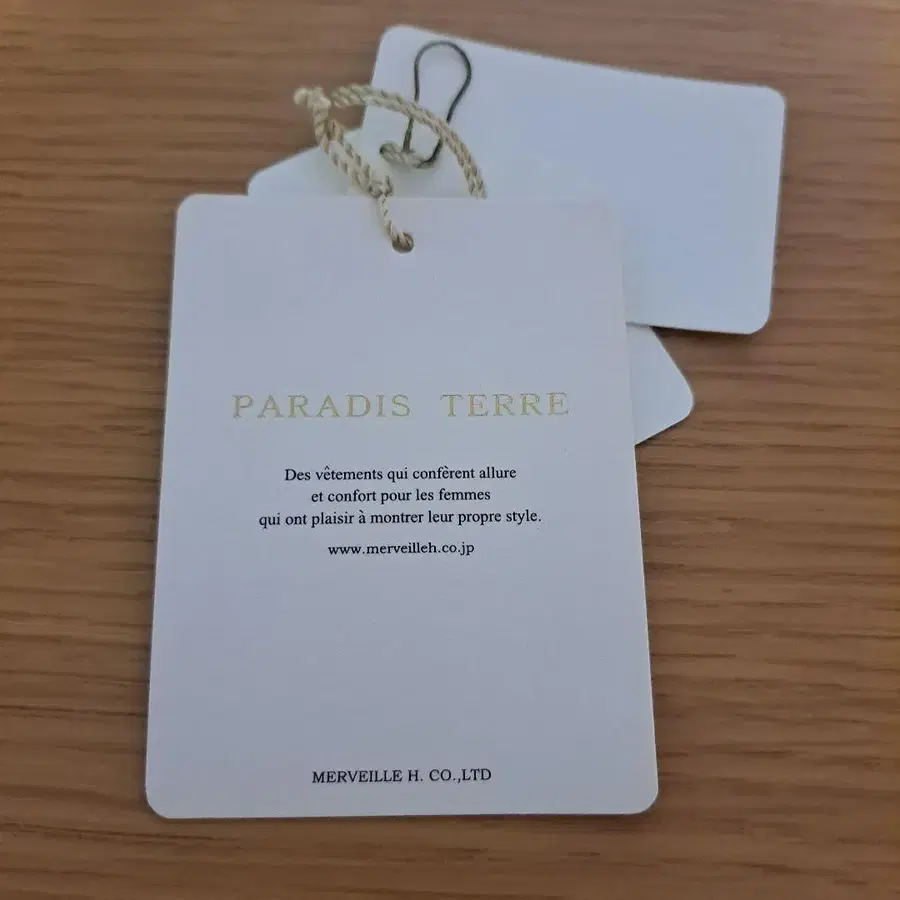 PARADIS TERRE
Des vêtements qui confèrent allure
et confort pour les femmes
qui ont plaisir à montrer leur propre style.
www.merveilleh.co.jp
MERVEILLE H. CO.,LTD